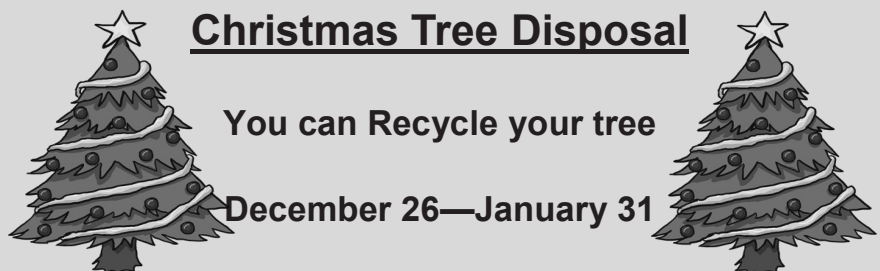 Christmas Tree Disposal
You can Recycle your tree
December 26—January 31